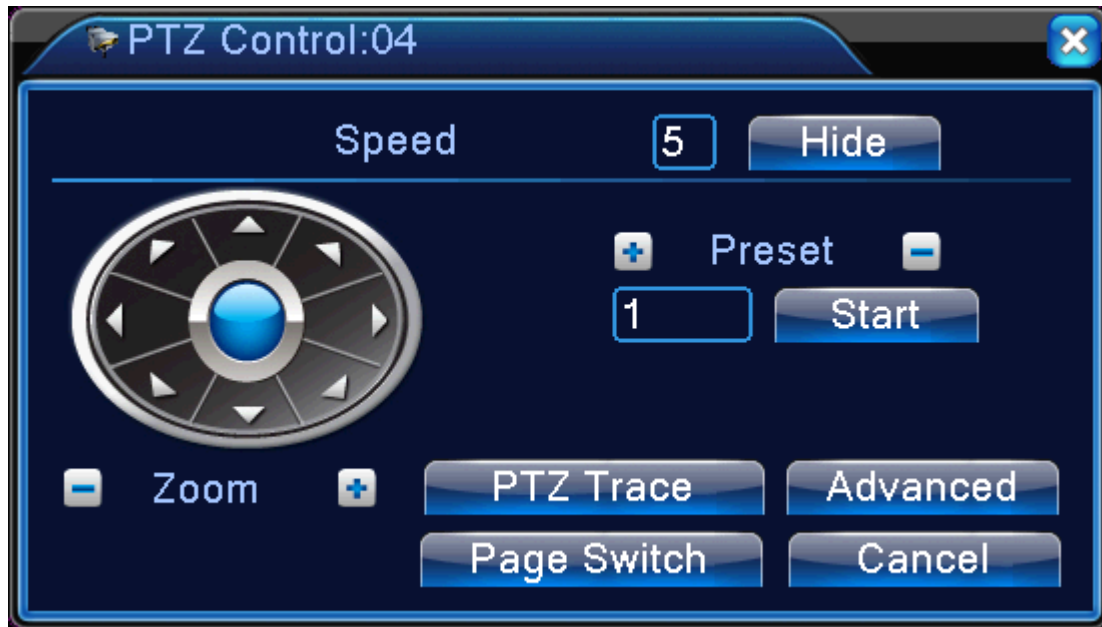 PTZ Control:04
Speed 5 Hide
Preset
1 Start
Zoom PTZ Trace Advanced
Page Switch Cancel